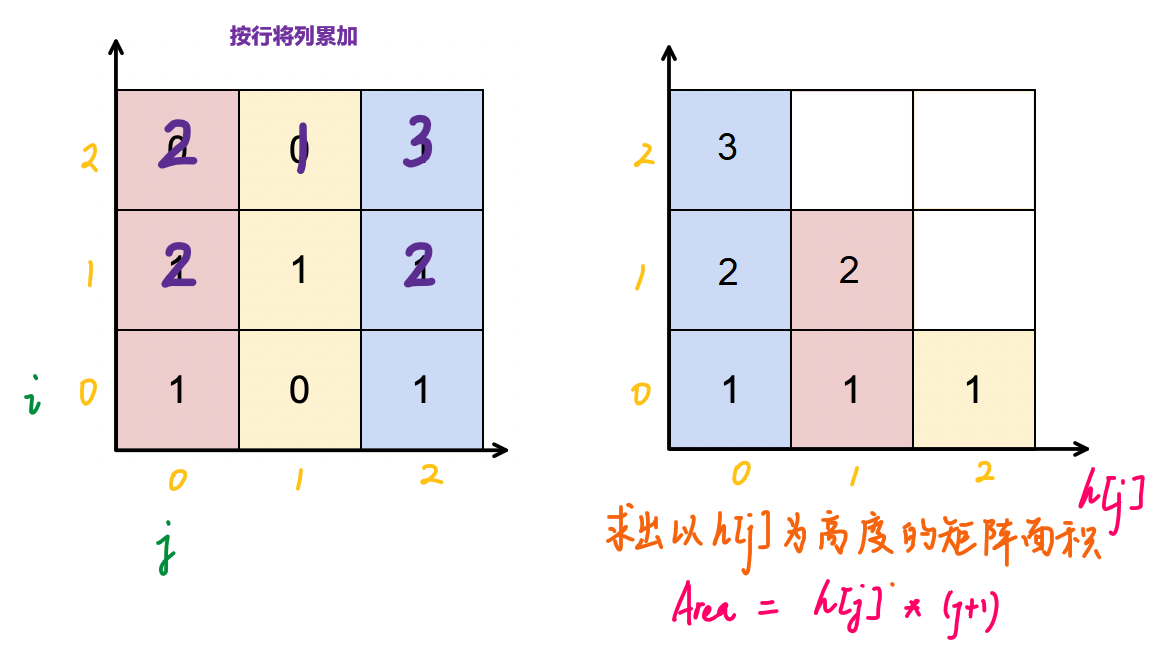 按行将列累加
2 2 0 1 3 2 3
1 2 1 2 1 2 2
i 0 1 0 1 0 1 1 1
0 1 2 0 1 2 h[j]
j
求出以h[j]为高度的矩阵面积
Area = h[j] * (j+1)